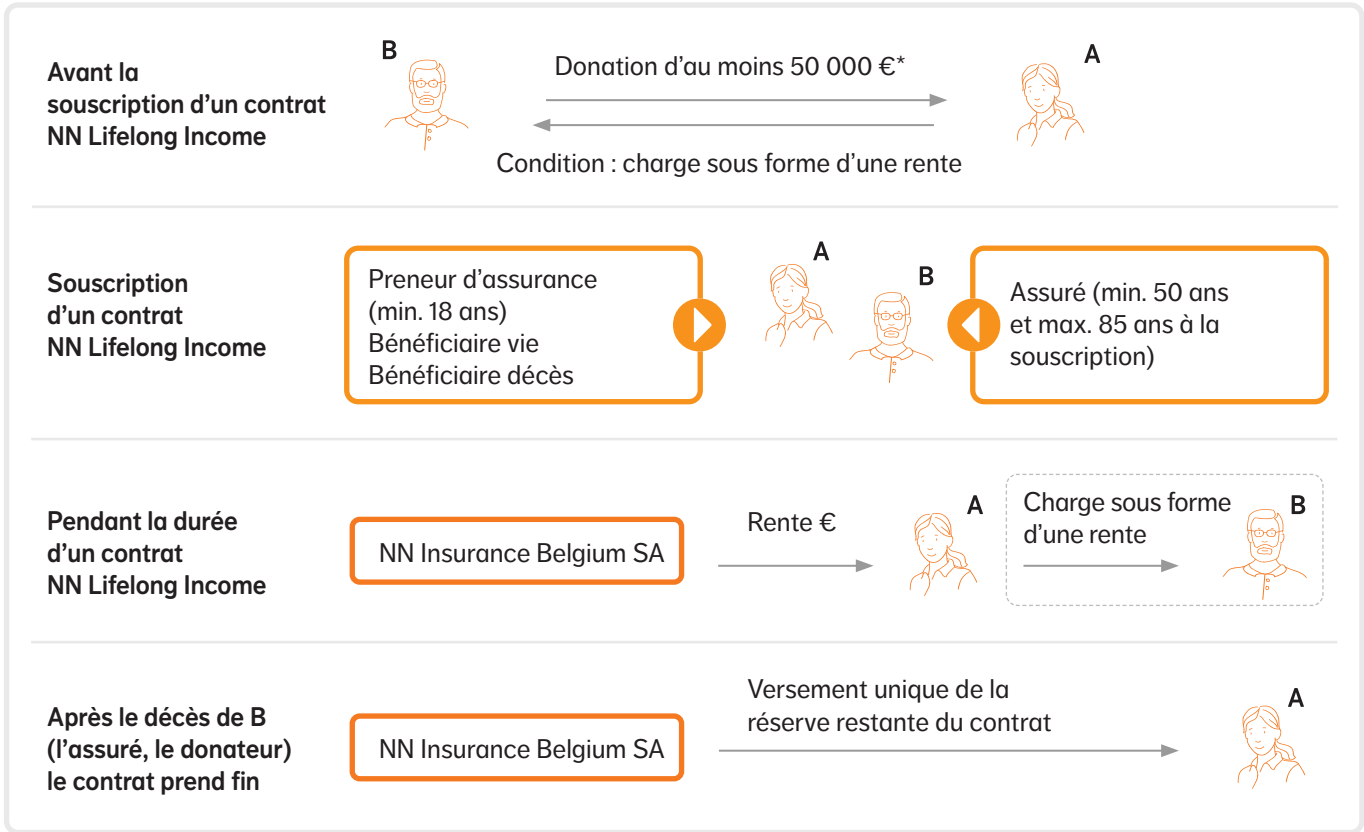 Avant la
souscription d'un contrat
NN Lifelong Income
B
Donation d'au moins 50 000 €*
A
Condition : charge sous forme d'une rente
Souscription
d'un contrat
NN Lifelong Income
Preneur d'assurance
(min. 18 ans)
Bénéficiaire vie
Bénéficiaire décès
A
B
Assuré (min. 50 ans
et max. 85 ans à la
souscription)
Pendant la durée
d'un contrat
NN Lifelong Income
NN Insurance Belgium SA
Rente €
A
Charge sous forme
d'une rente
B
Après le décès de B
(l'assuré, le donateur)
le contrat prend fin
NN Insurance Belgium SA
Versement unique de la
réserve restante du contrat
A